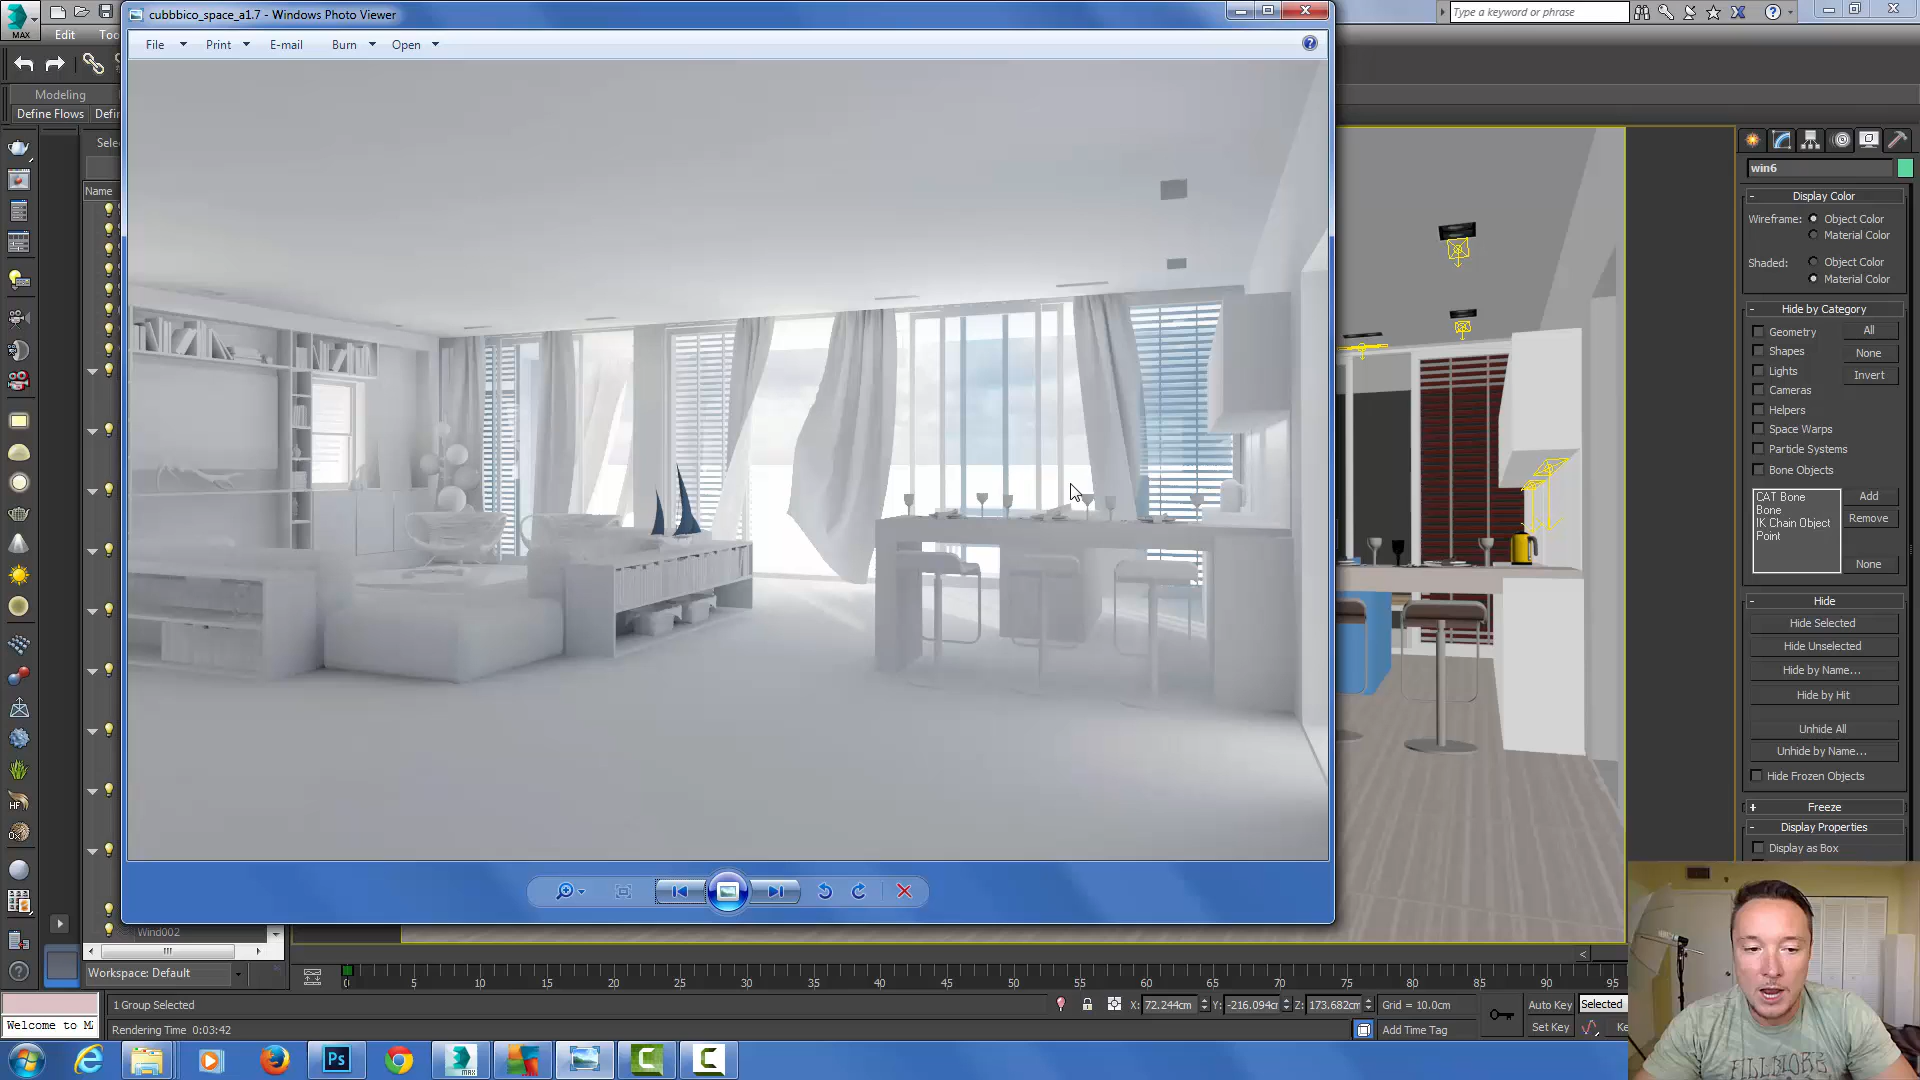 cubbbico_space_a1.7 - Windows Photo Viewer
Type a keyword or phrase
MAX
Edit
File
Print
E-mail
Burn
Open
Modeling
Define Flows
Name
win6
Display Color
Wireframe:
Object Color
Material Color
Shaded:
Object Color
Material Color
Hide by Category
Geometry
All
Shapes
None
Lights
Invert
Cameras
Helpers
Space Warps
Particle Systems
Bone Objects
CAT Bone
Add
Bone
Remove
IK Chain Object
Point
None
Hide
Hide Selected
Hide Unselected
Hide by Name...
Hide by Hit
Unhide All
Unhide by Name...
Hide Frozen Objects
Freeze
Display Properties
Display as Box
HF
Wind002
Workspace: Default
5 10 15 20 25 30 35 40 45 50 55 60 65 70 75 80 85 90 95
1 Group Selected
X: 72.244cm
Y: -216.094c
Z: 173.682cm
Grid = 10.0cm
Auto Key
Selected
Welcome to
Rendering Time 0:03:42
Add Time Tag
Set Key
Ps
MAX
FILLMORE